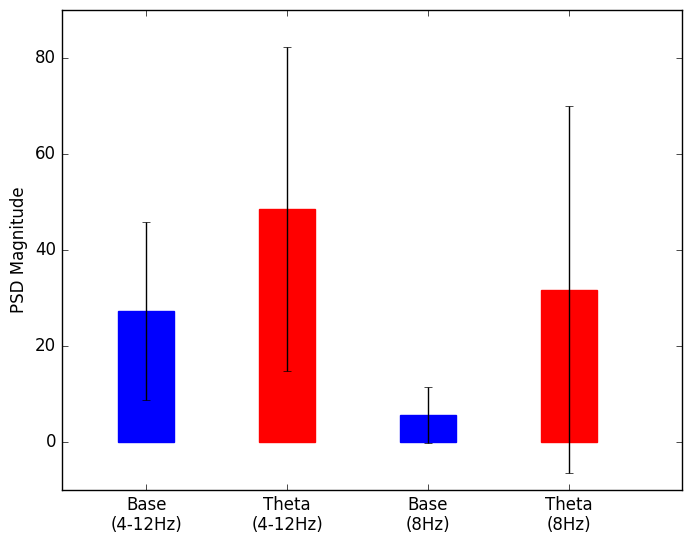 PSD Magnitude
80
60
40
20
0
Base
(4-12Hz)
Theta
(4-12Hz)
Base
(8Hz)
Theta
(8Hz)